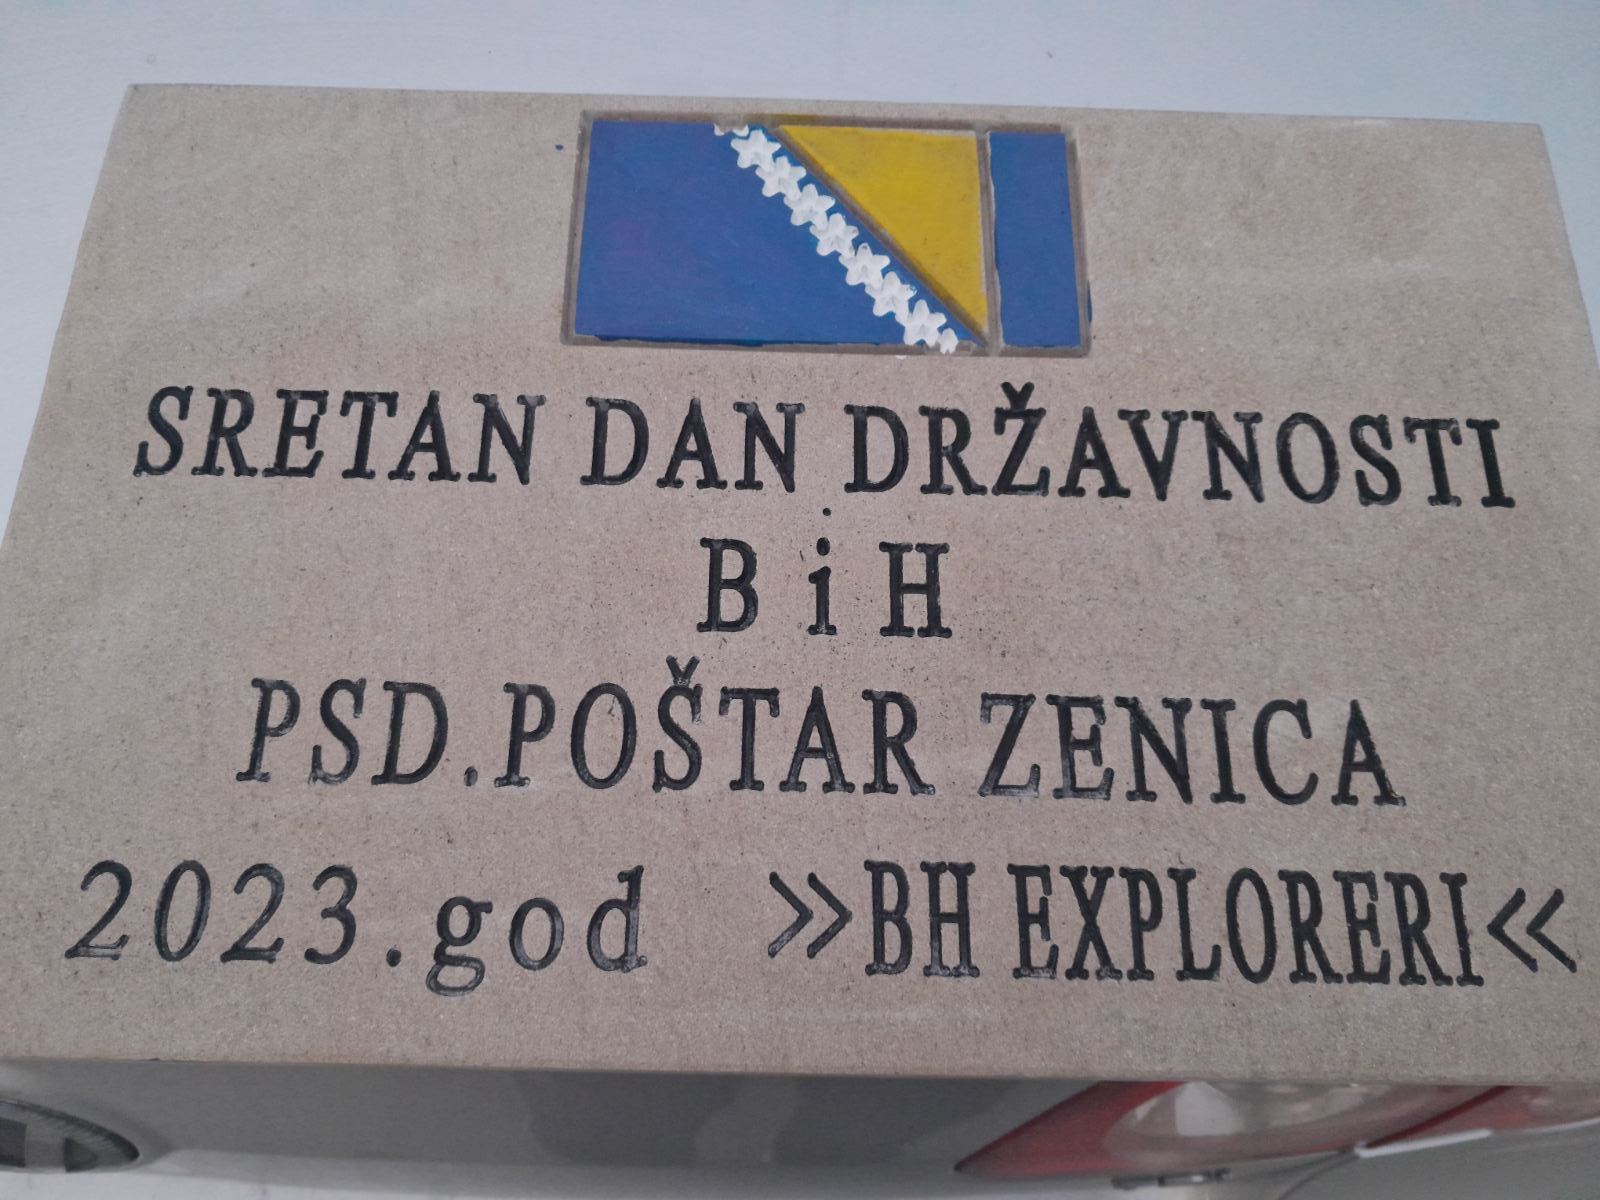 SRETAN DAN DRŽAVNOSTI
B i H
PSD.POŠTAR ZENICA
2023.god >>BH EXPLORERI<<